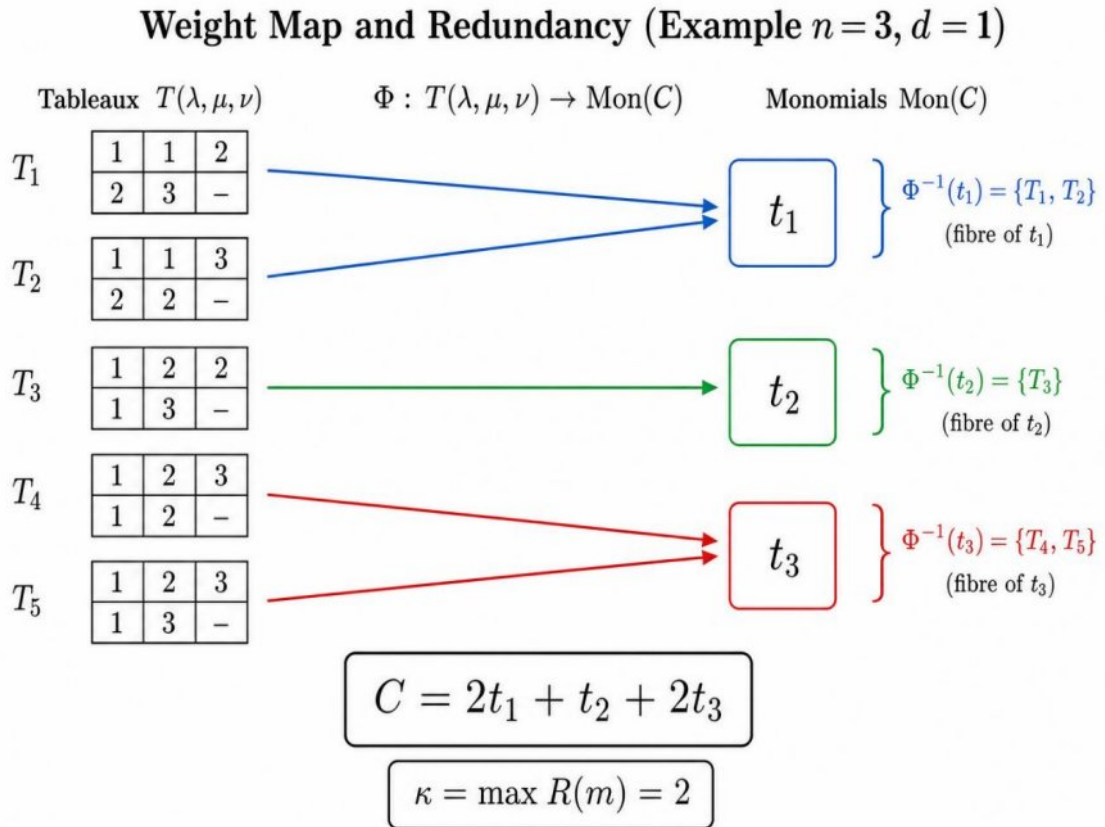 Weight Map and Redundancy (Example n = 3, d = 1)
Tableaux T(λ, μ, ν)
Φ : T(λ, μ, ν) → Mon(C)
Monomials Mon(C)
T₁
1 1 2
2 3 –
t₁
Φ⁻¹(t₁) = {T₁, T₂}
(fibre of t₁)
T₂
1 1 3
2 2 –
T₃
1 2 2
1 3 –
t₂
Φ⁻¹(t₂) = {T₃}
(fibre of t₂)
T₄
1 2 3
1 2 –
t₃
Φ⁻¹(t₃) = {T₄, T₅}
(fibre of t₃)
T₅
1 2 3
1 3 –
C = 2t₁ + t₂ + 2t₃
κ = max R(m) = 2